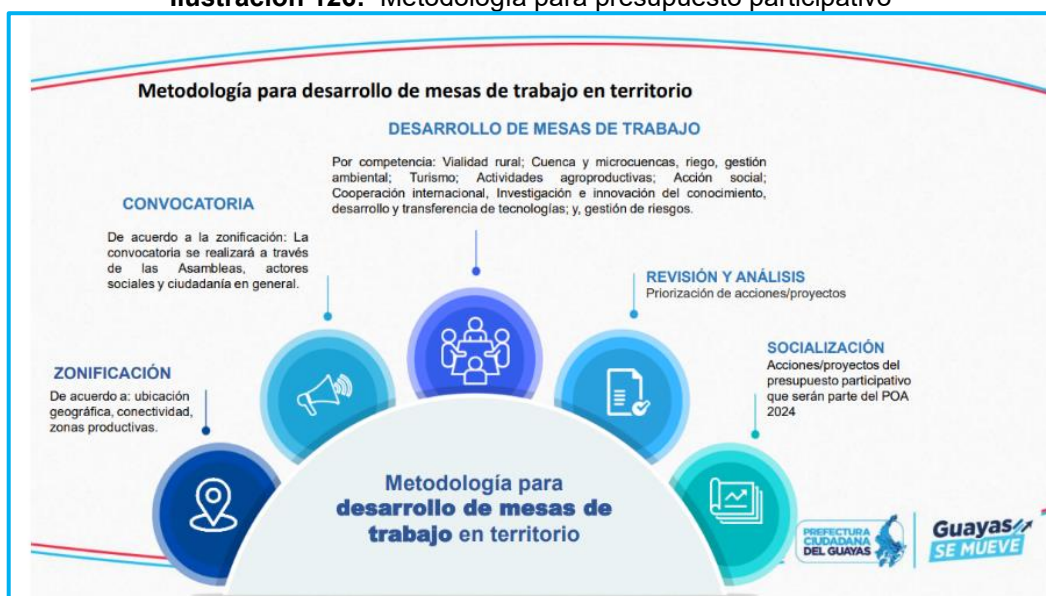 Ilustración 126: Metodología para presupuesto participativo
Metodología para desarrollo de mesas de trabajo en territorio
DESARROLLO DE MESAS DE TRABAJO
Por competencia: Vialidad rural; Cuenca y microcuencas, riego, gestión
ambiental; Turismo; Actividades agroproductivas; Acción social;
Cooperación internacional, Investigación e innovación del conocimiento,
desarrollo y transferencia de tecnologías; y, gestión de riesgos.
CONVOCATORIA
De acuerdo a la zonificación: La
convocatoria se realizará a través
de las Asambleas, actores
sociales y ciudadanía en general.
REVISIÓN Y ANÁLISIS
Priorización de acciones/proyectos
ZONIFICACIÓN
De acuerdo a: ubicación
geográfica, conectividad,
zonas productivas.
SOCIALIZACIÓN
Acciones/proyectos del
presupuesto participativo
que serán parte del POA
2024
Metodología para
desarrollo de mesas de
trabajo en territorio
PREFECTURA
CIUDADANA
DEL GUAYAS
Guayas
SE MUEVE